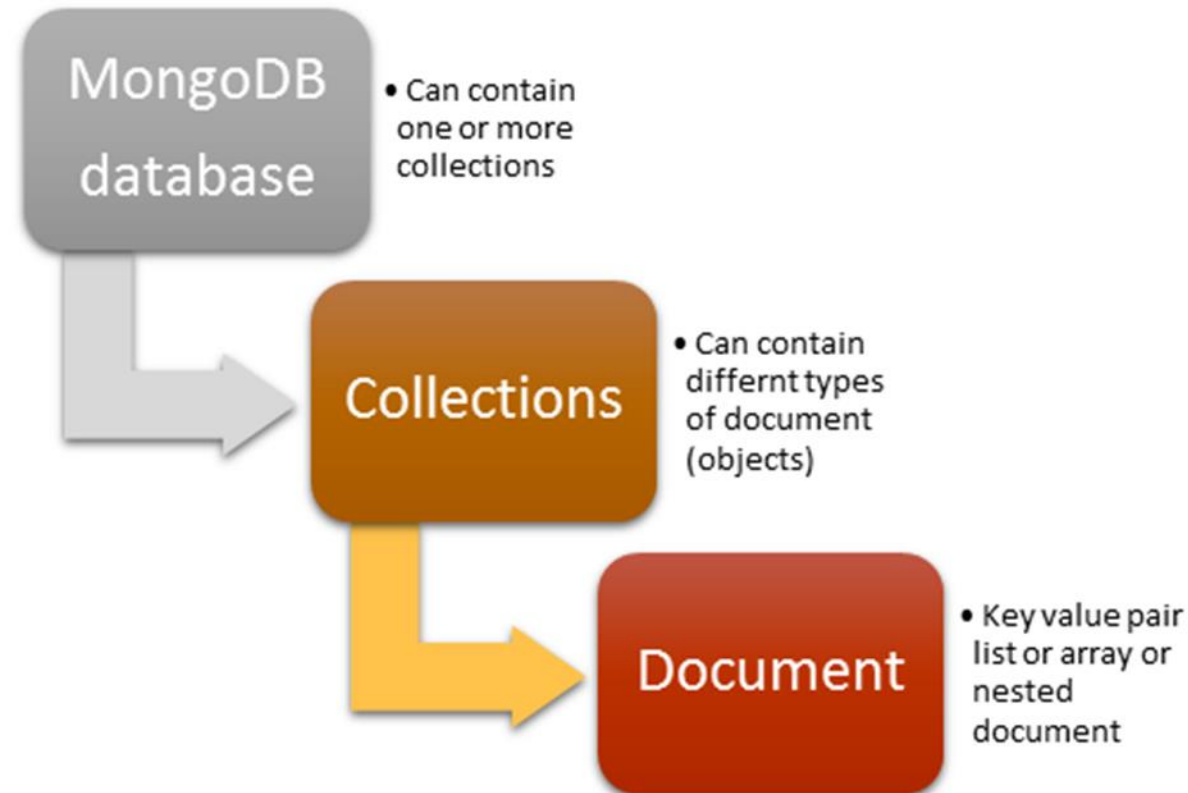 MongoDB
database
• Can contain
one or more
collections
Collections
• Can contain
differnt types
of document
(objects)
Document
• Key value pair
list or array or
nested
document